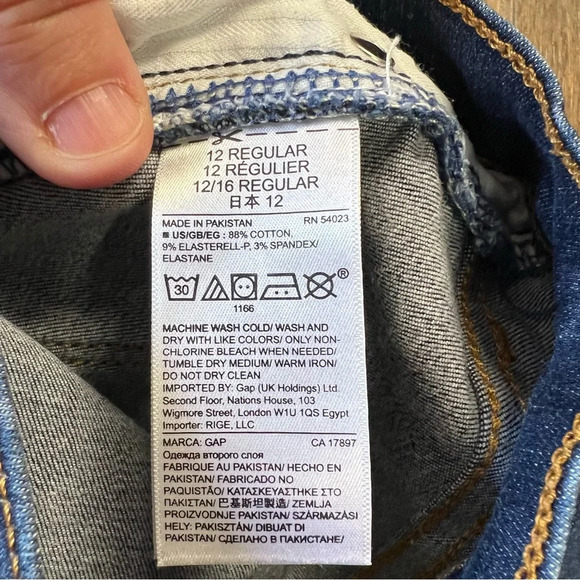 12 REGULAR
12 RÉGULIER
12/16 REGULAR
日本 12
MADE IN PAKISTAN RN 54023
■ US/GB/EG : 88% COTTON,
9% ELASTERELL-P, 3% SPANDEX/
ELASTANE
30
®
1166
MACHINE WASH COLD/ WASH AND
DRY WITH LIKE COLORS/ ONLY NON-
CHLORINE BLEACH WHEN NEEDED/
TUMBLE DRY MEDIUM/ WARM IRON/
DO NOT DRY CLEAN
IMPORTED BY: Gap (UK Holdings) Ltd.
Second Floor, Nations House, 103
Wigmore Street, London W1U 1QS Egypt
Importer: RIGE, LLC
MARCA: GAP CA 17897
Одежда второго слоя
FABRIQUE AU PAKISTAN/ HECHO EN
PAKISTAN/ FABRICADO NO
PAQUISTÃO/ ΚΑΤΑΣΚΕΥΑΣΤΗΚΕ ΣΤΟ
ΠΑΚΙΣΤΑΝ/ 巴基斯坦製造/ ZEMLJA
PROIZVODNJE PAKISTAN/ SZÁRMAZÁSI
HELY: PAKISZTÁN/ DIBUAT DI
PAKISTAN/ СДЕЛАНО В ПАКИСТАНЕ/